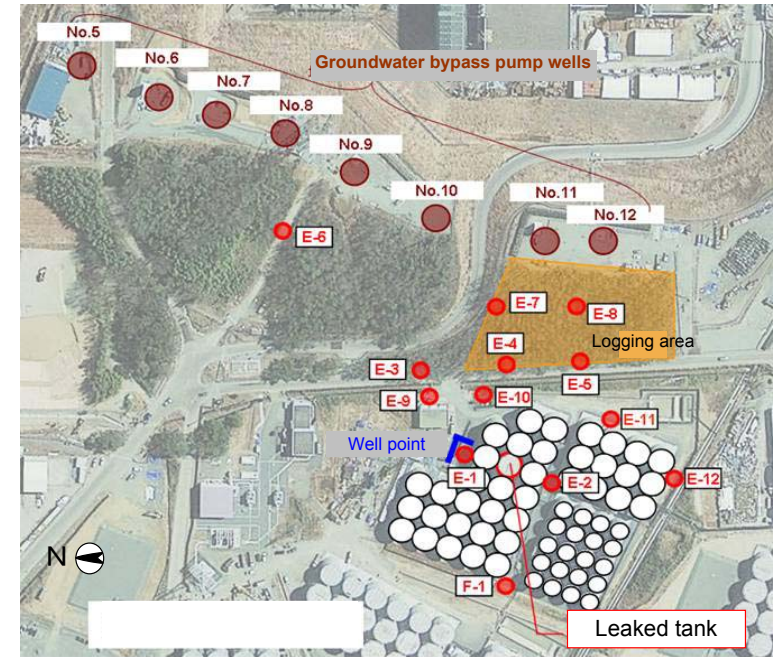 No.5
No.6
Groundwater bypass pump wells
No.7
No.8
No.9
No.10
No.11
No.12
E-6
E-7
E-8
E-4
Logging area
E-3
E-5
E-9
E-10
E-11
Well point
E-1
E-2
E-12
N
F-1
Leaked tank